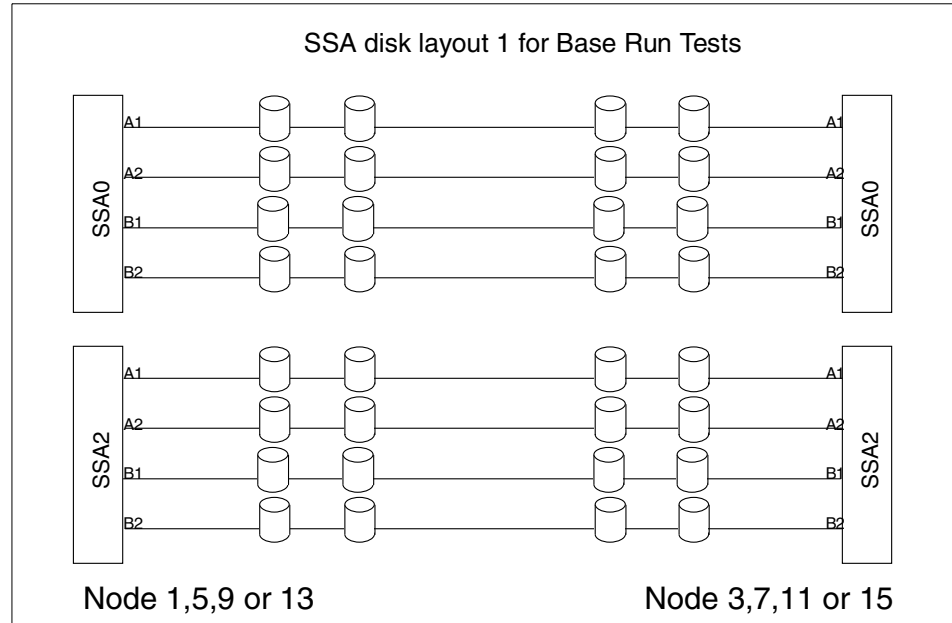 SSA disk layout 1 for Base Run Tests
SSA0
A1
A2
B1
B2
A1
A2
B1
B2
SSA0
SSA2
A1
A2
B1
B2
A1
A2
B1
B2
SSA2
Node 1,5,9 or 13
Node 3,7,11 or 15